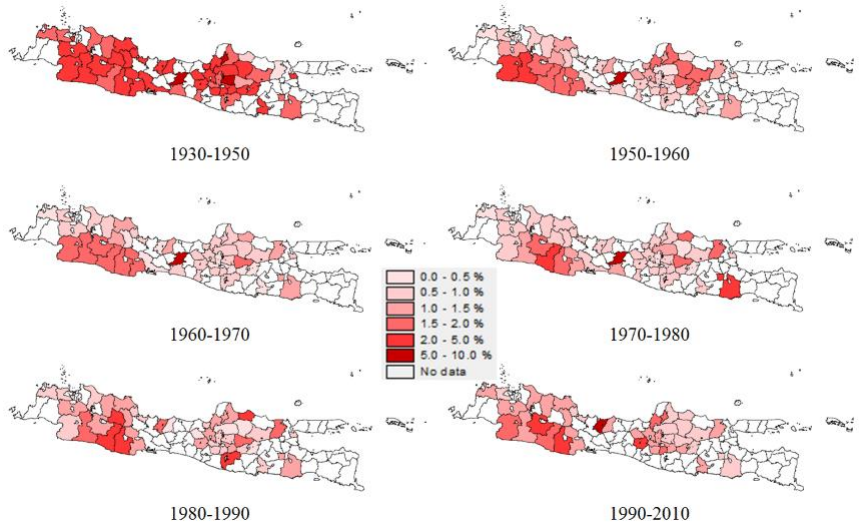 1930-1950
1950-1960
1960-1970
1970-1980
0.0 - 0.5 %
0.5 - 1.0 %
1.0 - 1.5 %
1.5 - 2.0 %
2.0 - 5.0 %
5.0 - 10.0 %
No data
1980-1990
1990-2010